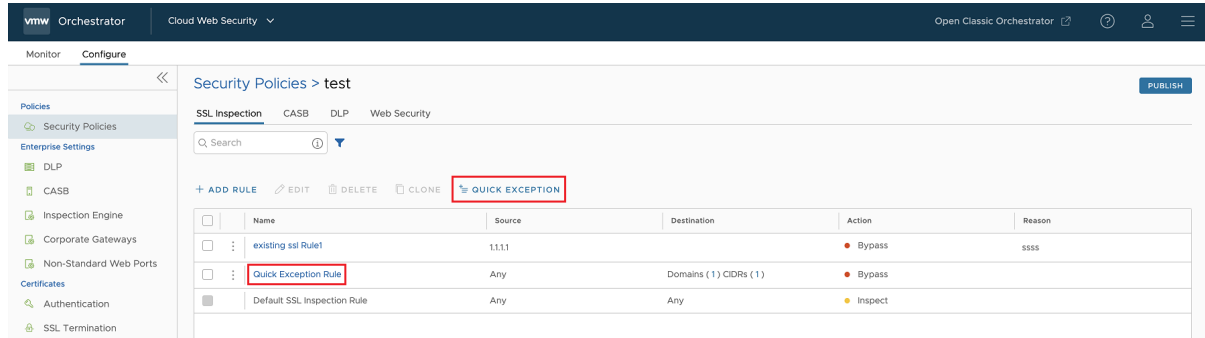 vmw Orchestrator Cloud Web Security Open Classic Orchestrator
Monitor Configure
Security Policies > test PUBLISH
SSL Inspection CASB DLP Web Security
Search
+ ADD RULE EDIT DELETE CLONE QUICK EXCEPTION
Name Source Destination Action Reason
existing ssl Rule1 1.1.1.1 Bypass ssss
Quick Exception Rule Any Domains ( 1 ) CIDRs ( 1 ) Bypass
Default SSL Inspection Rule Any Any Inspect
Policies
Security Policies
Enterprise Settings
DLP
CASB
Inspection Engine
Corporate Gateways
Non-Standard Web Ports
Certificates
Authentication
SSL Termination